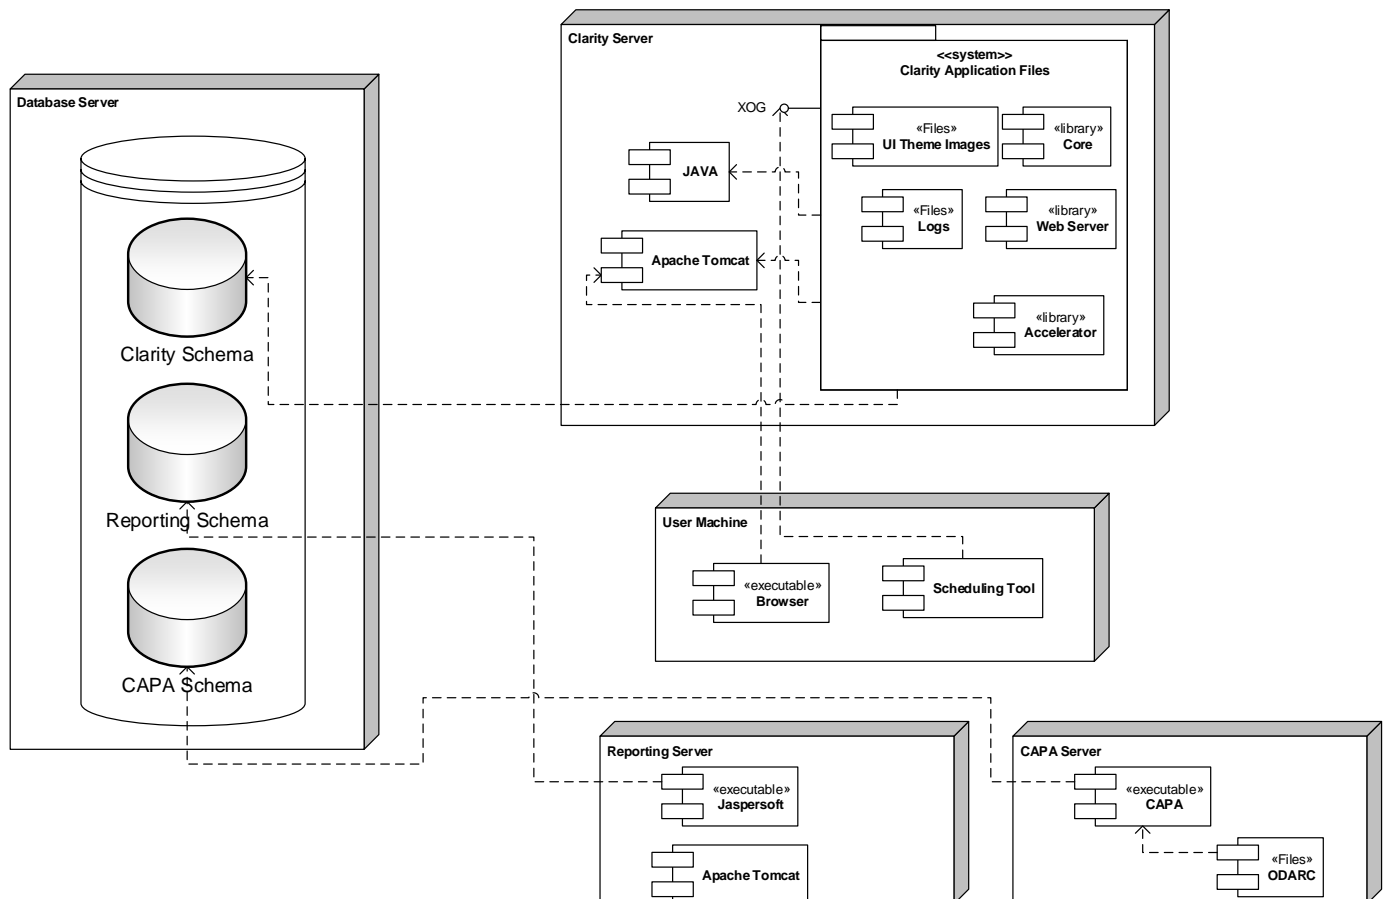 Clarity Server
<<system>>
Clarity Application Files
Database Server
XOG
«Files»
UI Theme Images
«library»
Core
JAVA
«Files»
Logs
«library»
Web Server
Apache Tomcat
«library»
Accelerator
Clarity Schema
Reporting Schema
CAPA Schema
User Machine
«executable»
Browser
Scheduling Tool
Reporting Server
«executable»
Jaspersoft
Apache Tomcat
CAPA Server
«executable»
CAPA
«Files»
ODARC